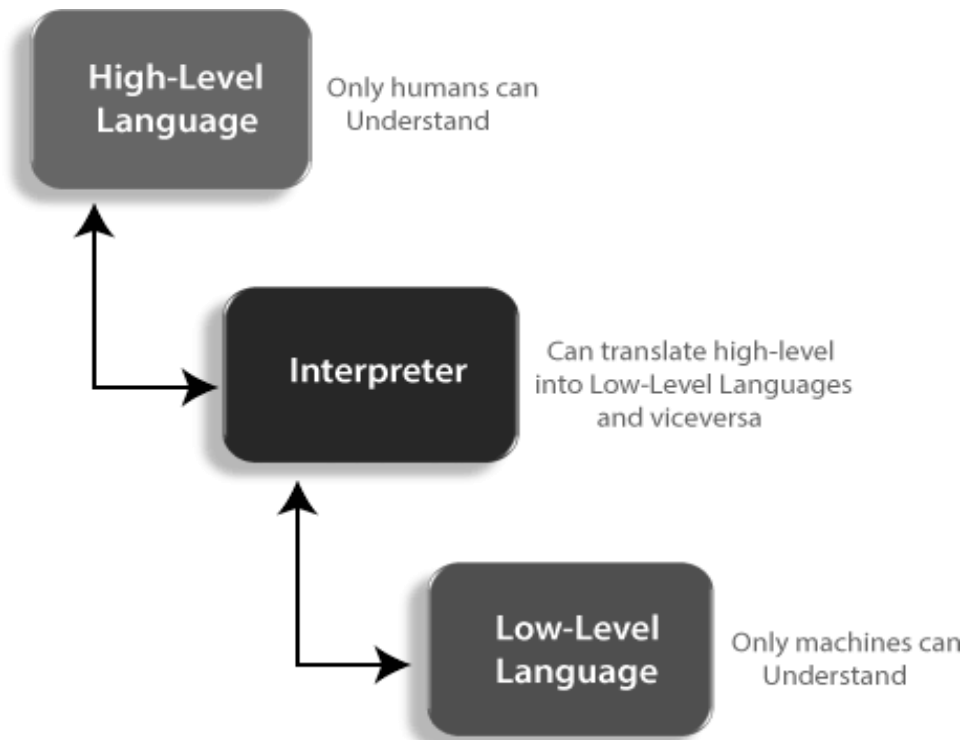 High-Level
Language
Only humans can
Understand
Interpreter
Can translate high-level
into Low-Level Languages
and viceversa
Low-Level
Language
Only machines can
Understand